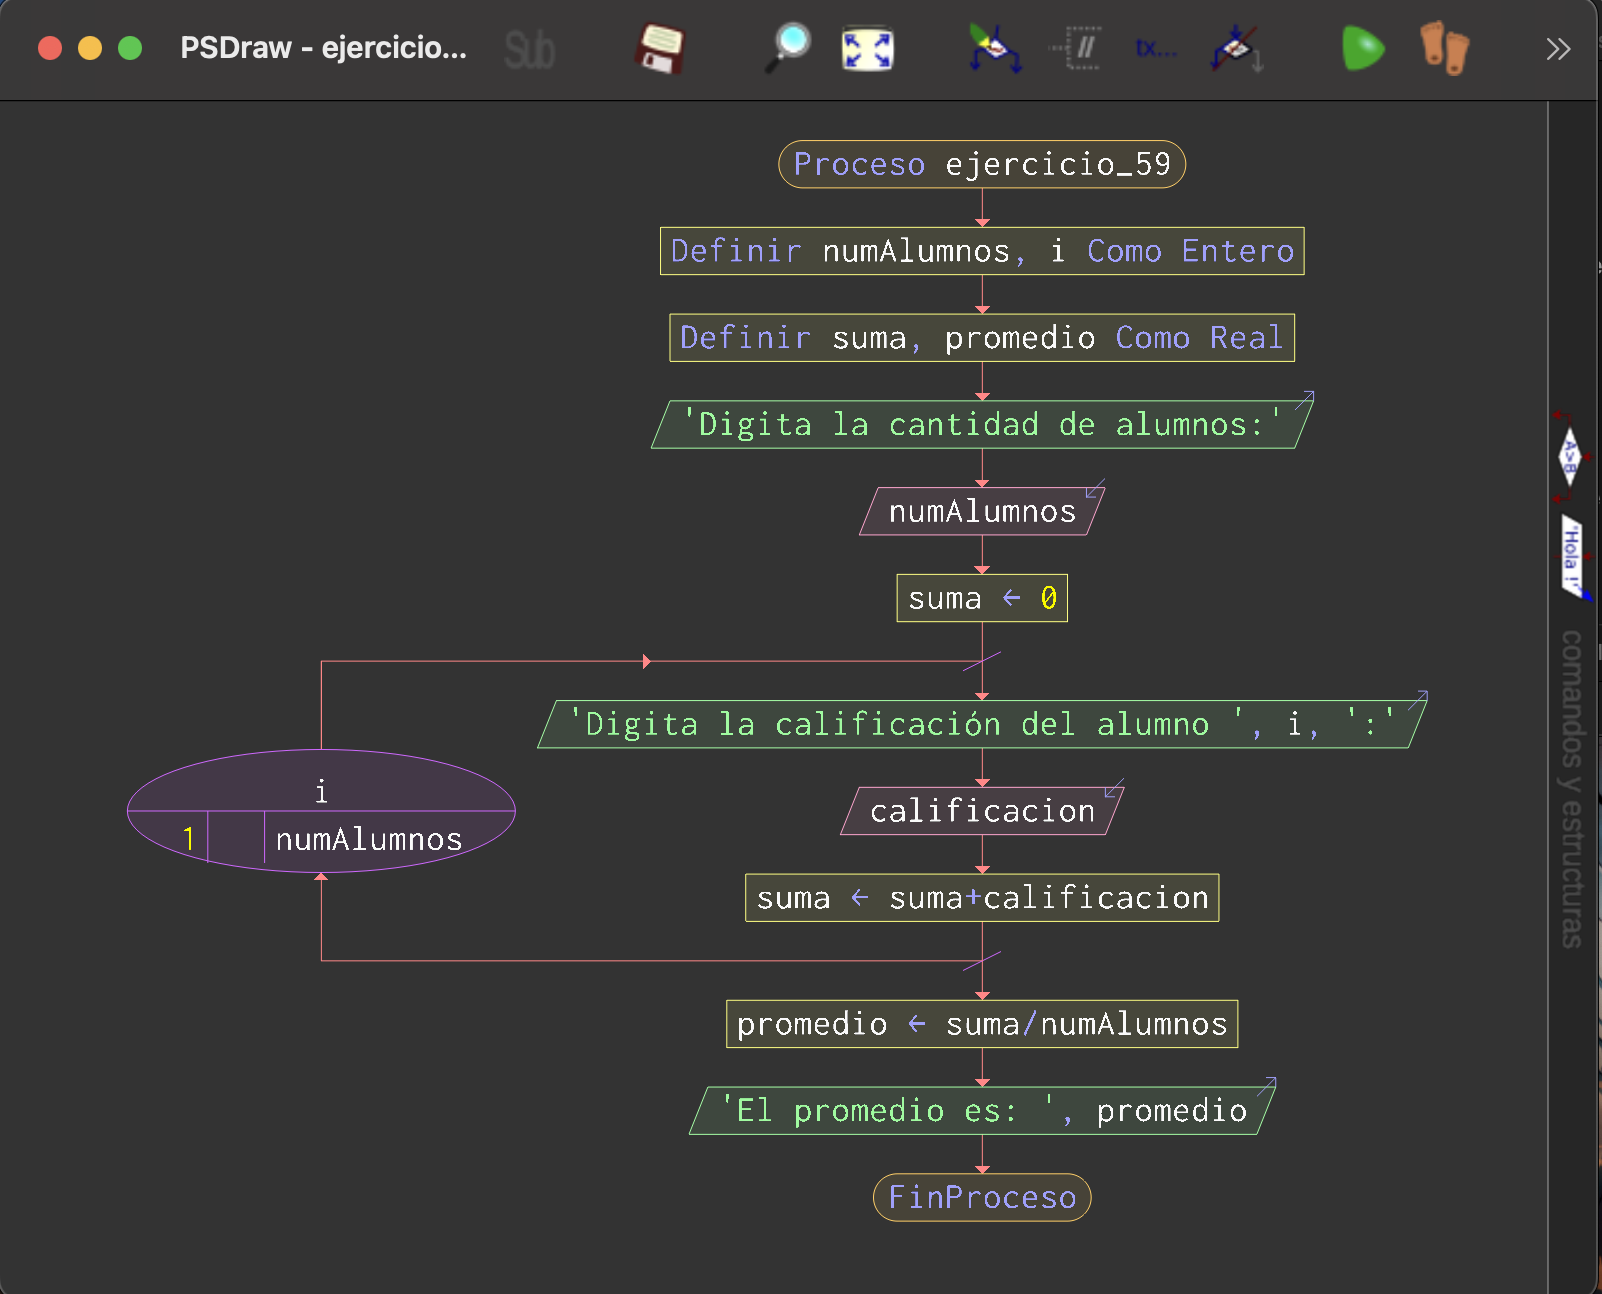 PSDraw - ejercicio...
Sub
//
tx...
Proceso ejercicio_59
Definir numAlumnos, i Como Entero
Definir suma, promedio Como Real
'Digita la cantidad de alumnos:'
numAlumnos
suma ← 0
'Digita la calificación del alumno ', i, ':'
i
1 numAlumnos
calificacion
suma ← suma+calificacion
promedio ← suma/numAlumnos
'El promedio es: ', promedio
FinProceso
A>B
"Hola !"
comandos y estructuras